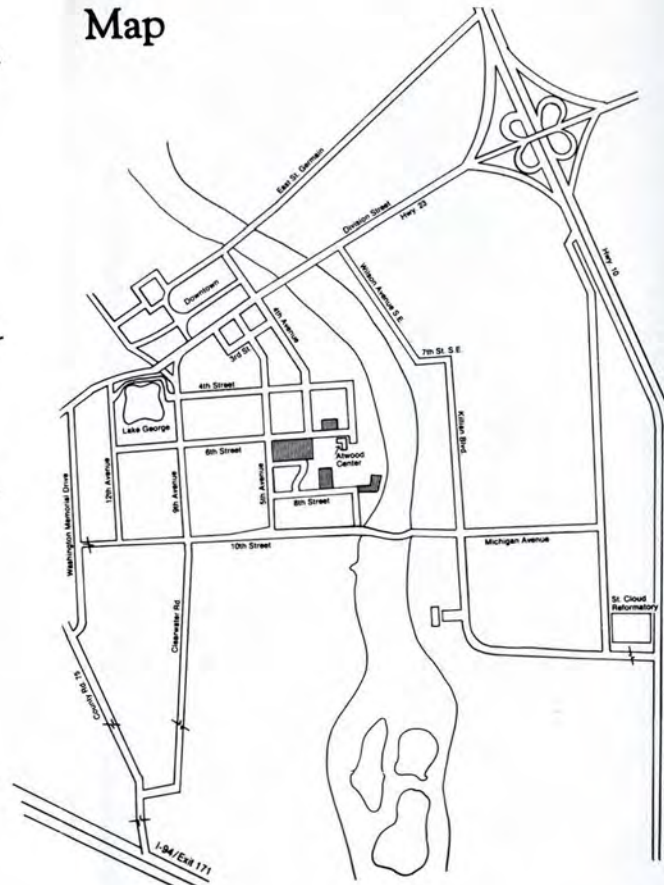 Map
East St. Germain
Division Street
Hwy 23
Hwy 10
Downtown
Wilson Avenue S.E.
4th Avenue
3rd St.
7th St. S.E.
4th Street
Lake George
Killian Blvd.
6th Street
Atwood
Center
Washington Memorial Drive
12th Avenue
9th Avenue
5th Avenue
8th Street
10th Street
Michigan Avenue
St. Cloud
Reformatory
Clearwater Rd
County Rd. 75
I-94/Exit 171